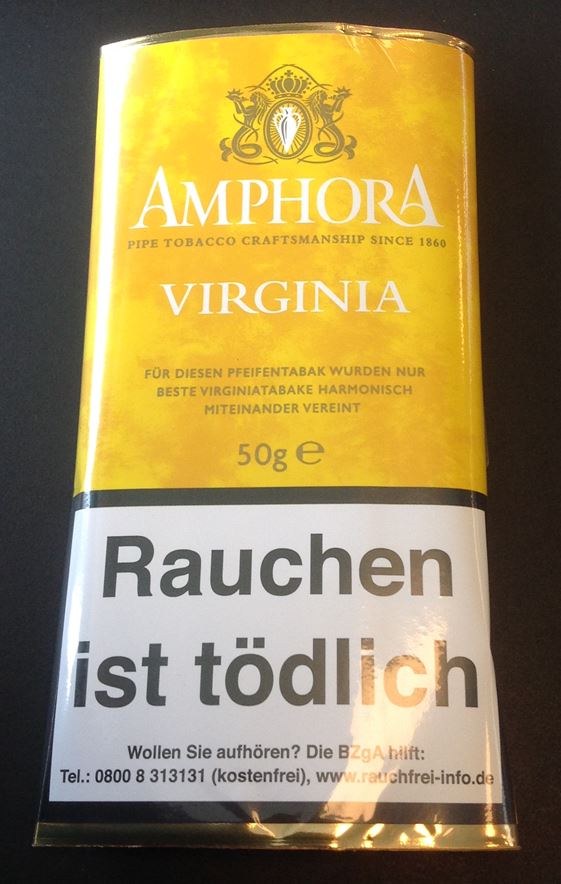 AMPHORA
PIPE TOBACCO CRAFTSMANSHIP SINCE 1860
VIRGINIA
FÜR DIESEN PFEIFENTABAK WURDEN NUR
BESTE VIRGINIATABAKE HARMONISCH
MITEINANDER VEREINT
50g ℮
Rauchen
ist tödlich
Wollen Sie aufhören? Die BZgA hilft:
Tel.: 0800 8 313131 (kostenfrei), www.rauchfrei-info.de